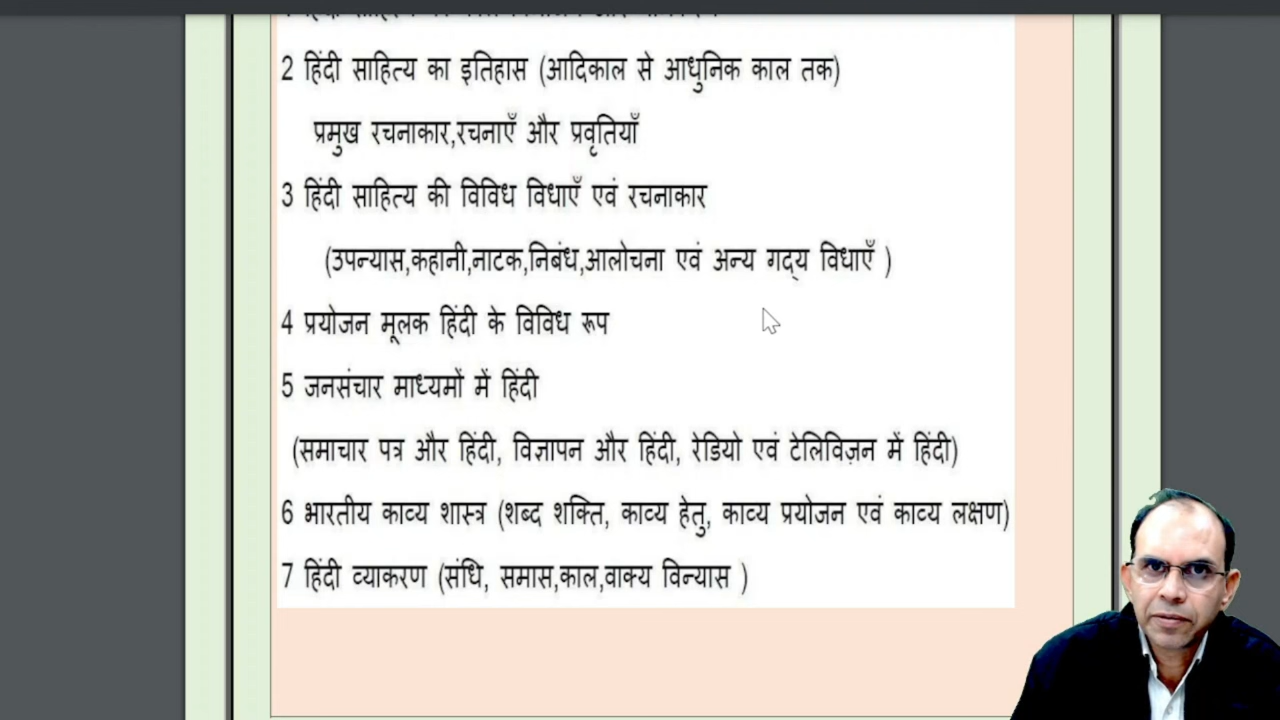 2 हिंदी साहित्य का इतिहास (आदिकाल से आधुनिक काल तक)
प्रमुख रचनाकार,रचनाएँ और प्रवृतियाँ
3 हिंदी साहित्य की विविध विधाएँ एवं रचनाकार
(उपन्यास,कहानी,नाटक,निबंध,आलोचना एवं अन्य गद्य विधाएँ )
4 प्रयोजन मूलक हिंदी के विविध रूप
5 जनसंचार माध्यमों में हिंदी
(समाचार पत्र और हिंदी, विज्ञापन और हिंदी, रेडियो एवं टेलिविज़न में हिंदी)
6 भारतीय काव्य शास्त्र (शब्द शक्ति, काव्य हेतु, काव्य प्रयोजन एवं काव्य लक्षण)
7 हिंदी व्याकरण (संधि, समास,काल,वाक्य विन्यास )